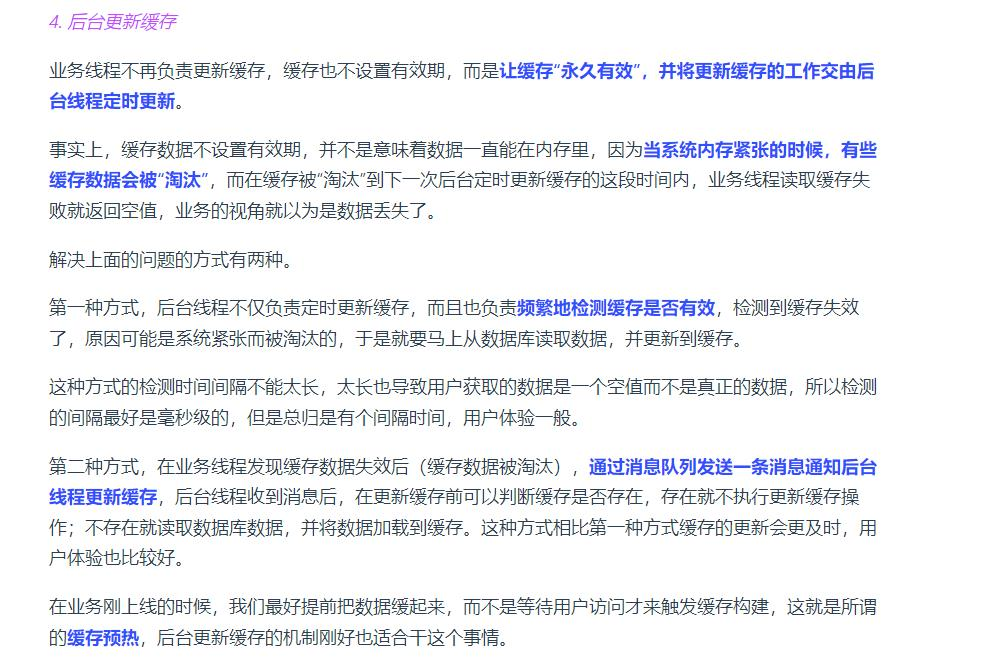 4. 后台更新缓存
业务线程不再负责更新缓存，缓存也不设置有效期，而是让缓存“永久有效”，并将更新缓存的工作交由后
台线程定时更新。
事实上，缓存数据不设置有效期，并不是意味着数据一直能在内存里，因为当系统内存紧张的时候，有些
缓存数据会被“淘汰”，而在缓存被“淘汰”到下一次后台定时更新缓存的这段时间内，业务线程读取缓存失
败就返回空值，业务的视角就以为是数据丢失了。
解决上面的问题的方式有两种。
第一种方式，后台线程不仅负责定时更新缓存，而且也负责频繁地检测缓存是否有效，检测到缓存失效
了，原因可能是系统紧张而被淘汰的，于是就要马上从数据库读取数据，并更新到缓存。
这种方式的检测时间间隔不能太长，太长也导致用户获取的数据是一个空值而不是真正的数据，所以检测
的间隔最好是毫秒级的，但是总归是有个间隔时间，用户体验一般。
第二种方式，在业务线程发现缓存数据失效后（缓存数据被淘汰），通过消息队列发送一条消息通知后台
线程更新缓存，后台线程收到消息后，在更新缓存前可以判断缓存是否存在，存在就不执行更新缓存操
作；不存在就读取数据库数据，并将数据加载到缓存。这种方式相比第一种方式缓存的更新会更及时，用
户体验也比较好。
在业务刚上线的时候，我们最好提前把数据缓起来，而不是等待用户访问才来触发缓存构建，这就是所谓
的缓存预热，后台更新缓存的机制刚好也适合干这个事情。